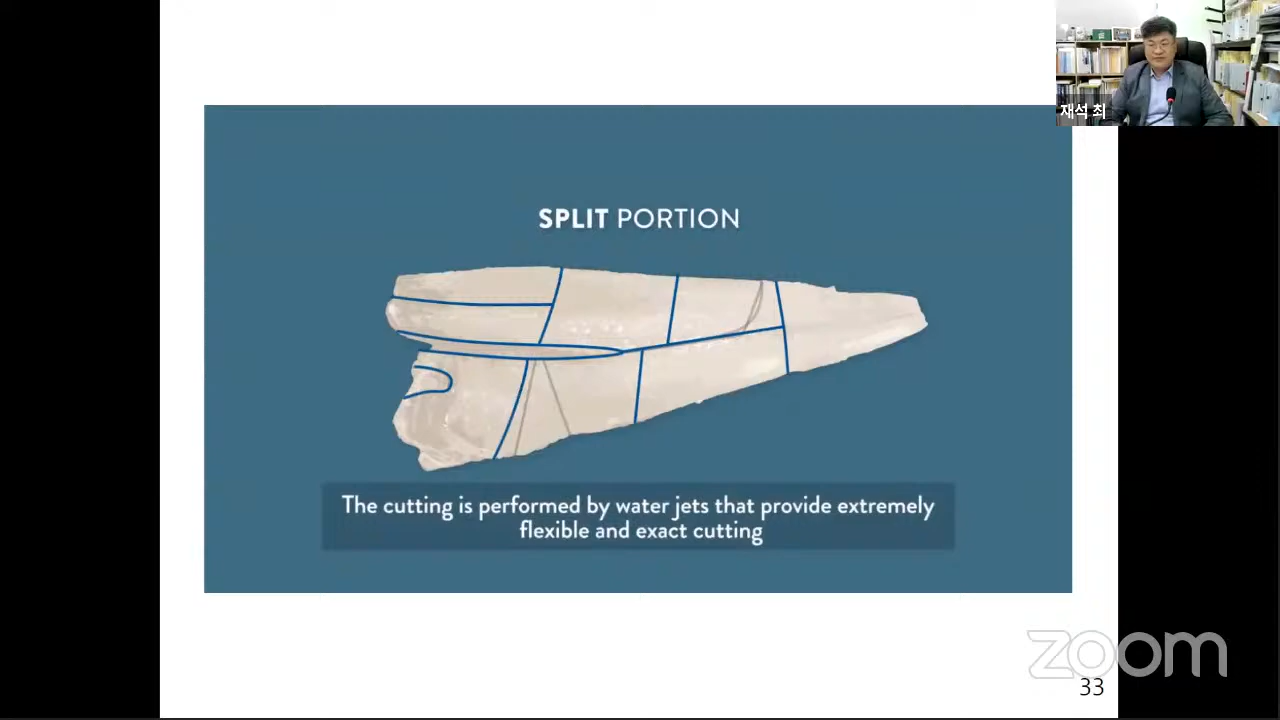 재석 최
SPLIT PORTION
The cutting is performed by water jets that provide extremely
flexible and exact cutting
zoom
33